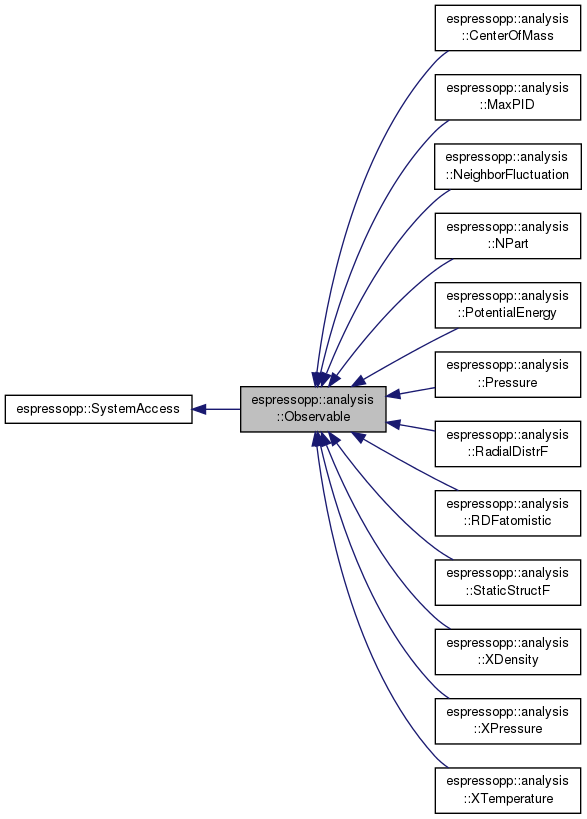 espressopp::analysis
::CenterOfMass
espressopp::analysis
::MaxPID
espressopp::analysis
::NeighborFluctuation
espressopp::analysis
::NPart
espressopp::analysis
::PotentialEnergy
espressopp::analysis
::Pressure
espressopp::SystemAccess
espressopp::analysis
::Observable
espressopp::analysis
::RadialDistrF
espressopp::analysis
::RDFatomistic
espressopp::analysis
::StaticStructF
espressopp::analysis
::XDensity
espressopp::analysis
::XPressure
espressopp::analysis
::XTemperature